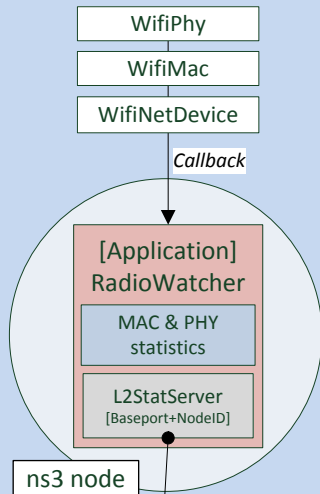 WifiPhy
WifiMac
WifiNetDevice
Callback
[Application]
RadioWatcher
MAC & PHY
statistics
L2StatServer
[Baseport+NodeID]
ns3 node